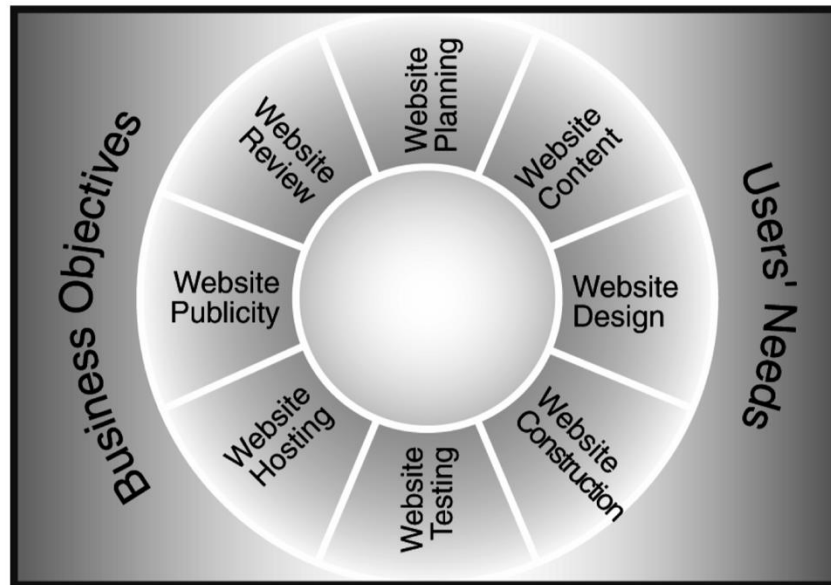 Business Objectives
Website
Planning
Website
Content
Website
Design
Website
Construction
Website
Testing
Website
Hosting
Website
Publicity
Website
Review
Users' Needs